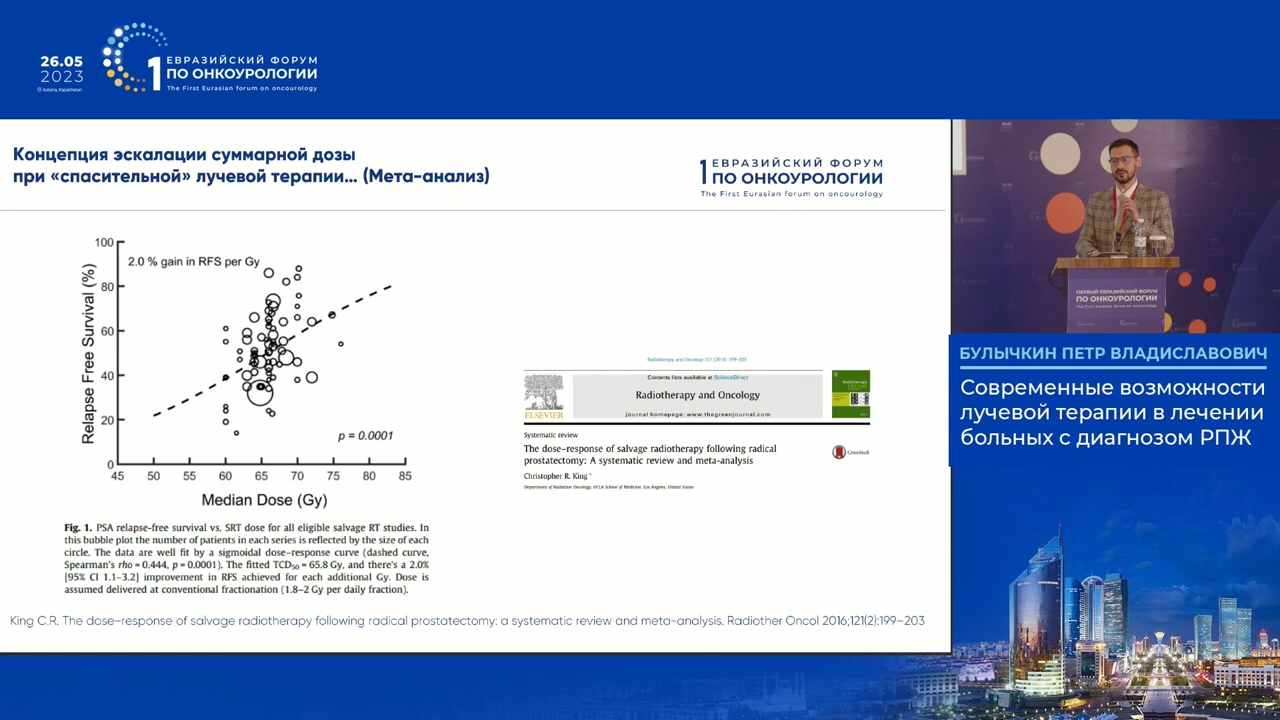 26.05
2023
Astana, Kazakhstan
1
ЕВРАЗИЙСКИЙ ФОРУМ
ПО ОНКОУРОЛОГИИ
The First Eurasian forum on oncourology
Концепция эскалации суммарной дозы
при «спасительной» лучевой терапии... (Мета-анализ)
1 ЕВРАЗИЙСКИЙ ФОРУМ
ПО ОНКОУРОЛОГИИ
The First Eurasian forum on oncourology
2.0 % gain in RFS per Gy
Relapse Free Survival (%)
100
80
60
40
20
0
p = 0.0001
45 50 55 60 65 70 75 80 85
Median Dose (Gy)
Fig. 1. PSA relapse-free survival vs. SRT dose for all eligible salvage RT studies. In
this bubble plot the number of patients in each series is reflected by the size of each
circle. The data are well fit by a sigmoidal dose–response curve (dashed curve,
Spearman's rho = 0.444, p = 0.0001). The fitted TCD50 = 65.8 Gy, and there's a 2.0%
[95% CI 1.1–3.2] improvement in RFS achieved for each additional Gy. Dose is
assumed delivered at conventional fractionation (1.8–2 Gy per daily fraction).
Radiotherapy and Oncology 121 (2016) 199–203
Contents lists available at ScienceDirect
Radiotherapy and Oncology
journal homepage: www.thegreenjournal.com
ELSEVIER
Radiotherapy
Systematic review
The dose–response of salvage radiotherapy following radical
prostatectomy: A systematic review and meta-analysis
CrossMark
Christopher R. King *
Department of Radiation Oncology, UCLA School of Medicine, Los Angeles, United States
King C.R. The dose–response of salvage radiotherapy following radical prostatectomy: a systematic review and meta-analysis. Radiother Oncol 2016;121(2):199–203
ПЕРВЫЙ ЕВРАЗИЙСКИЙ ФОРУМ
ПО ОНКОУРОЛОГИИ
БУЛЫЧКИН
Современные возможности
лучевой терапии в лечении
больных с диагнозом РПЖ